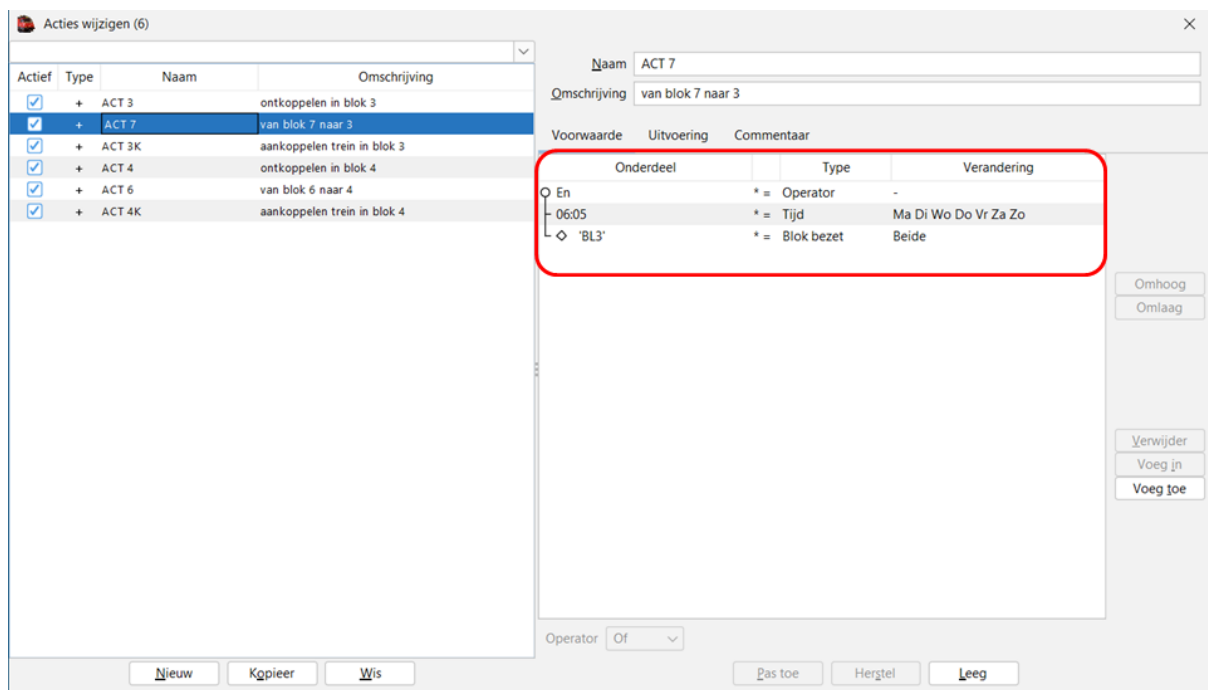 Acties wijzigen (6)
Actief Type Naam Omschrijving
+ ACT 3 ontkoppelen in blok 3
+ ACT 7 van blok 7 naar 3
+ ACT 3K aankoppelen trein in blok 3
+ ACT 4 ontkoppelen in blok 4
+ ACT 6 van blok 6 naar 4
+ ACT 4K aankoppelen trein in blok 4
Nieuw Kopieer Wis
Naam ACT 7
Omschrijving van blok 7 naar 3
Voorwaarde Uitvoering Commentaar
Onderdeel Type Verandering
En * = Operator -
06:05 * = Tijd Ma Di Wo Do Vr Za Zo
'BL3' * = Blok bezet Beide
Omhoog
Omlaag
Verwijder
Voeg in
Voeg toe
Operator Of
Pas toe Herstel Leeg